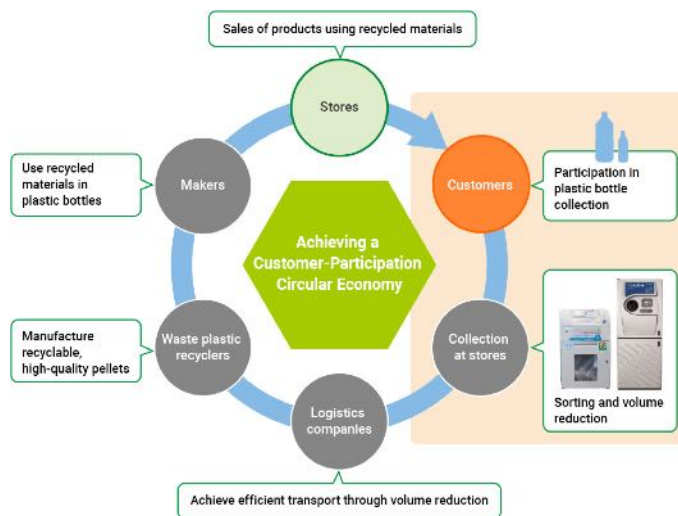 Sales of products using recycled materials
Stores
Customers
Participation in
plastic bottle
collection
Use recycled
materials in
plastic bottles
Makers
Achieving a
Customer-Participation
Circular Economy
Manufacture
recyclable,
high-quality pellets
Waste plastic
recyclers
Collection
at stores
Sorting and volume
reduction
Logistics
companies
Achieve efficient transport through volume reduction